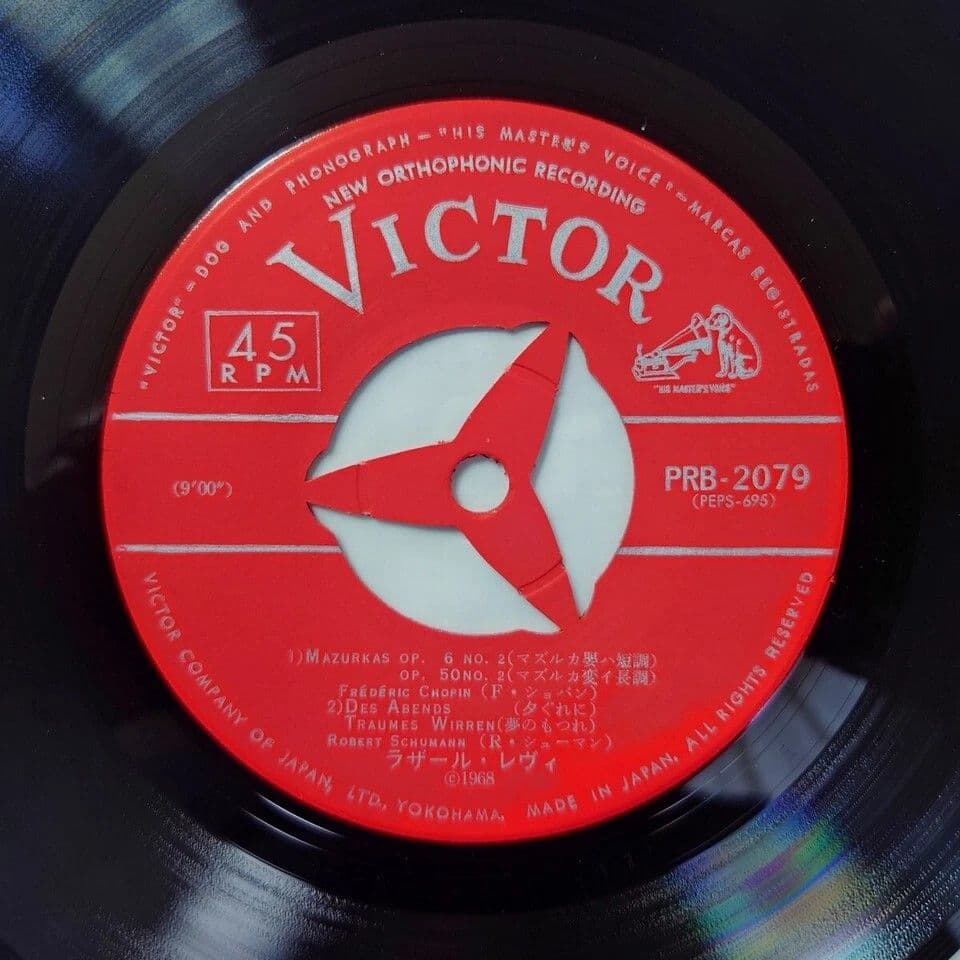 "VICTOR" – DOG AND PHONOGRAPH – "HIS MASTER'S VOICE" – MARCAS REGISTRADAS
NEW ORTHOPHONIC RECORDING
VICTOR
45
RPM
"HIS MASTER'S VOICE"
(9'00")
PRB-2079
(PEPS-695)
1) MAZURKAS OP. 6 NO. 2 (マズルカ嬰ハ短調)
OP. 50 NO. 2 (マズルカ変イ長調)
FRÉDÉRIC CHOPIN (F・ショパン)
2) DES ABENDS (夕ぐれに)
TRAUMES WIRREN (夢のもつれ)
ROBERT SCHUMANN (R・シューマン)
ラザール・レヴィ
©1968
VICTOR COMPANY OF JAPAN, LTD., YOKOHAMA, MADE IN JAPAN, ALL RIGHTS RESERVED